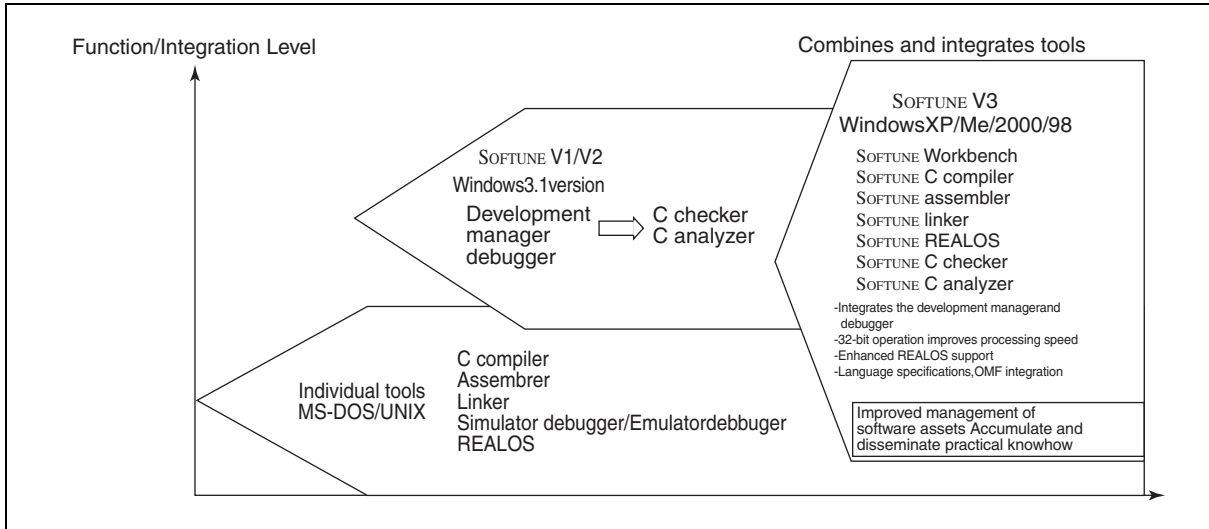 Function/Integration Level
Combines and integrates tools
SOFTUNE V3
WindowsXP/Me/2000/98
SOFTUNE Workbench
SOFTUNE C compiler
SOFTUNE assembler
SOFTUNE linker
SOFTUNE REALOS
SOFTUNE C checker
SOFTUNE C analyzer
-Integrates the development managerand
debugger
-32-bit operation improves processing speed
-Enhanced REALOS support
-Language specifications,OMF integration
Improved management of
software assets Accumulate and
disseminate practical knowhow
SOFTUNE V1/V2
Windows3.1version
Development
manager
debugger
C checker
C analyzer
Individual tools
MS-DOS/UNIX
C compiler
Assembrer
Linker
Simulator debugger/Emulatordebbuger
REALOS